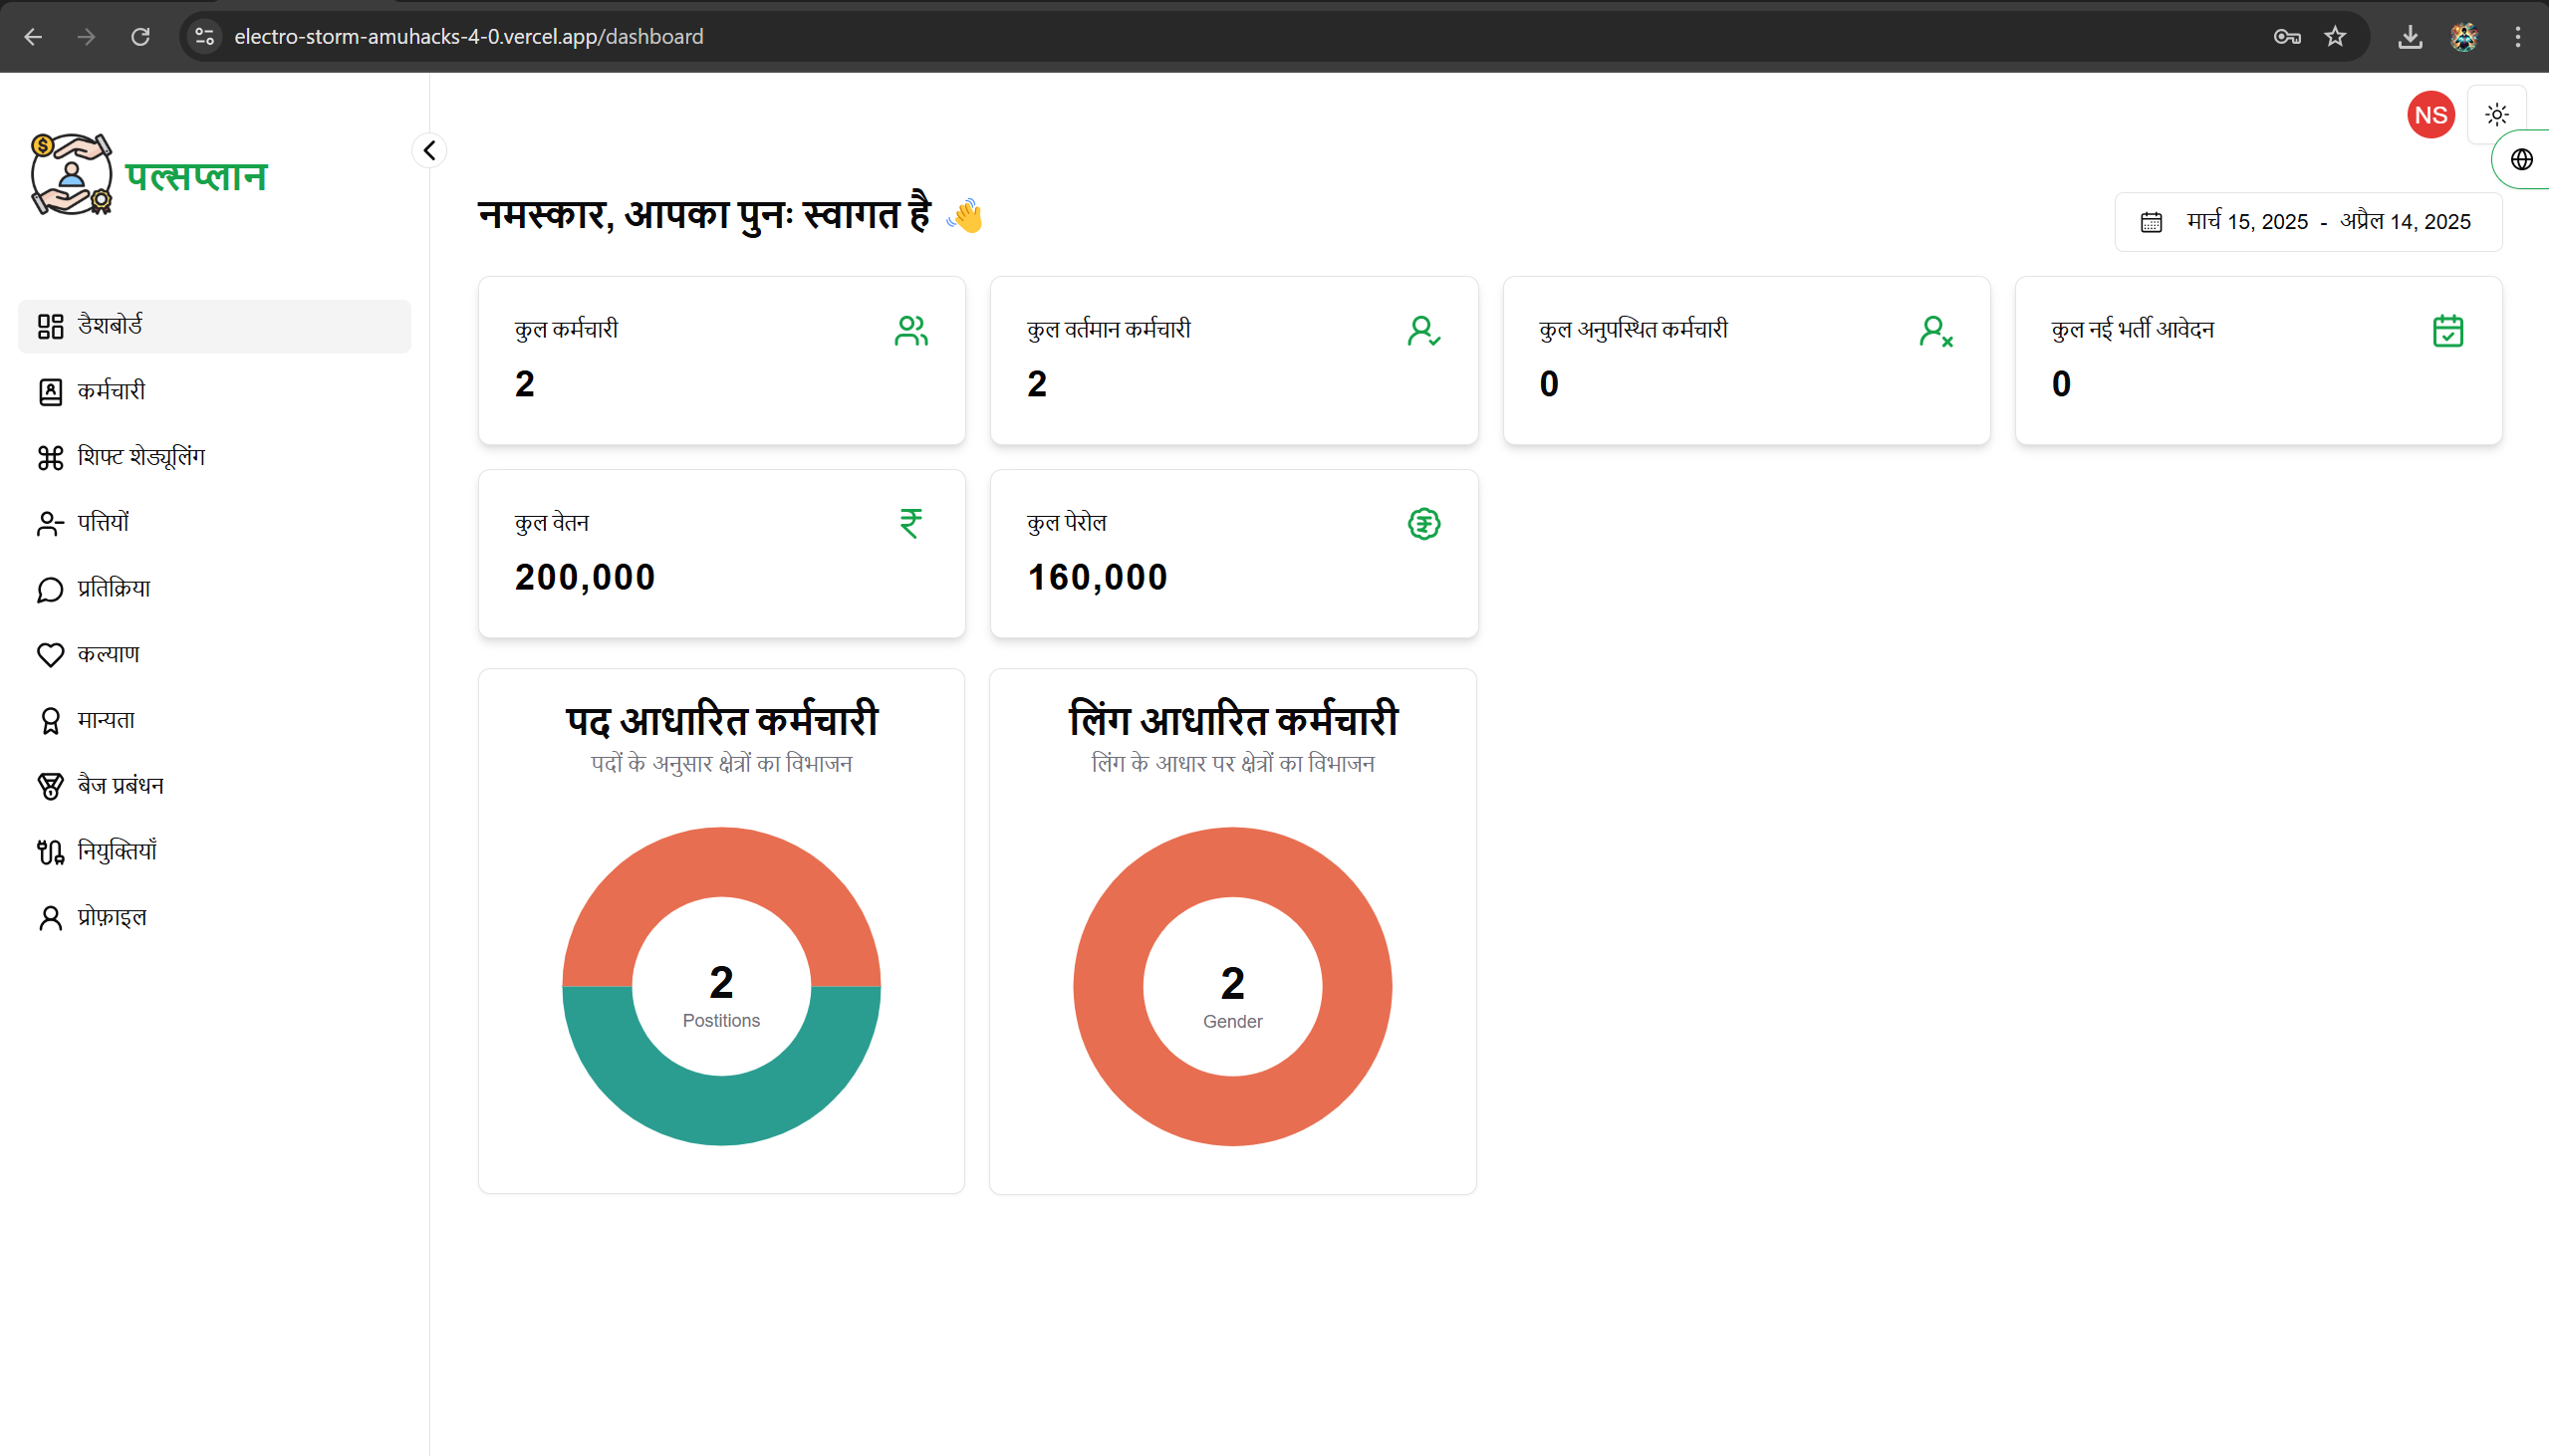 electro-storm-amuhacks-4-0.vercel.app/dashboard
NS
पल्सप्लान
नमस्कार, आपका पुनः स्वागत है 👋
मार्च 15, 2025 - अप्रैल 14, 2025
डैशबोर्ड
कर्मचारी
शिफ्ट शेड्यूलिंग
पत्तियों
प्रतिक्रिया
कल्याण
मान्यता
बैज प्रबंधन
नियुक्तियाँ
प्रोफ़ाइल
कुल कर्मचारी
2
कुल वर्तमान कर्मचारी
2
कुल अनुपस्थित कर्मचारी
0
कुल नई भर्ती आवेदन
0
कुल वेतन
200,000
कुल पेरोल
160,000
पद आधारित कर्मचारी
पदों के अनुसार क्षेत्रों का विभाजन
2
Postitions
लिंग आधारित कर्मचारी
लिंग के आधार पर क्षेत्रों का विभाजन
2
Gender